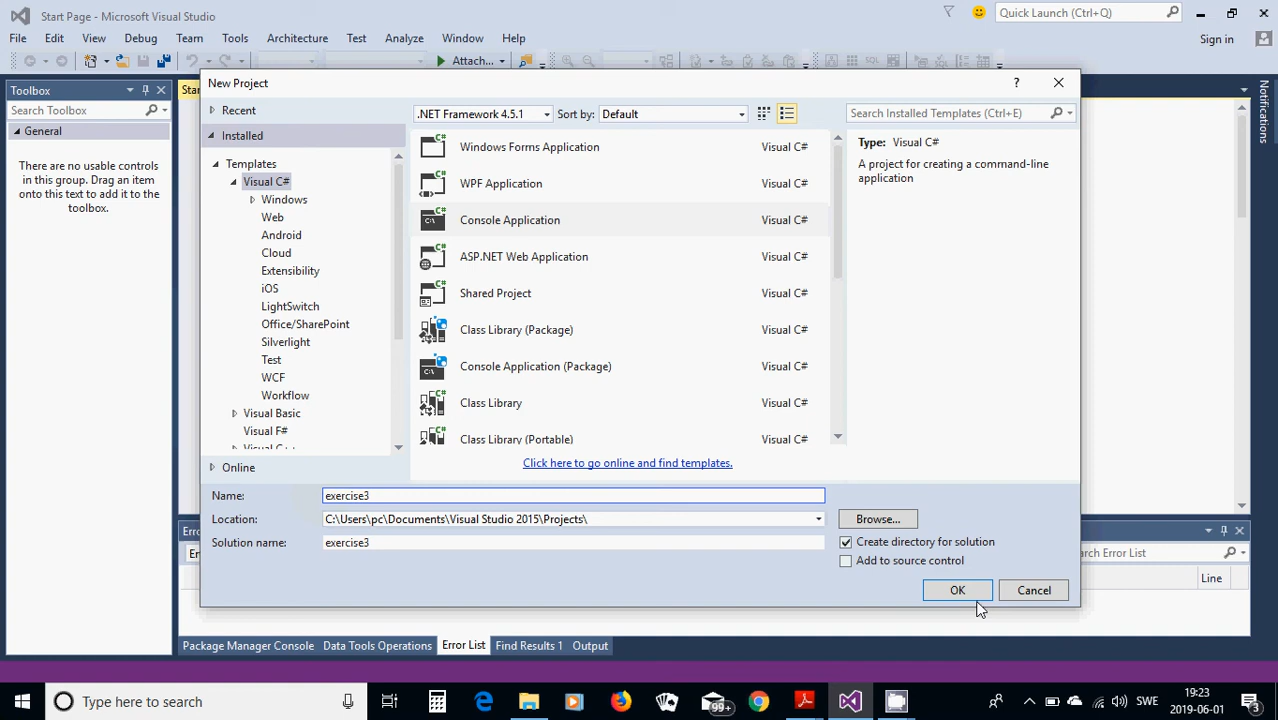 Start Page - Microsoft Visual Studio
Quick Launch (Ctrl+Q)
File Edit View Debug Team Tools Architecture Test Analyze Window Help
Sign in
Attach...
Toolbox
Search Toolbox
General
There are no usable controls
in this group. Drag an item
onto this text to add it to the
toolbox.
Star
Notifications
New Project
?
Recent
Installed
Templates
Visual C#
Windows
Web
Android
Cloud
Extensibility
iOS
LightSwitch
Office/SharePoint
Silverlight
Test
WCF
Workflow
Visual Basic
Visual F#
Visual C++
Online
.NET Framework 4.5.1 Sort by: Default
Search Installed Templates (Ctrl+E)
Windows Forms Application Visual C#
WPF Application Visual C#
Console Application Visual C#
ASP.NET Web Application Visual C#
Shared Project Visual C#
Class Library (Package) Visual C#
Console Application (Package) Visual C#
Class Library Visual C#
Class Library (Portable) Visual C#
Click here to go online and find templates.
Type: Visual C#
A project for creating a command-line
application
Name: exercise3
Location: C:\Users\pc\Documents\Visual Studio 2015\Projects\ Browse...
Solution name: exercise3
Create directory for solution
Add to source control
OK Cancel
Erro
En
earch Error List
Line
Package Manager Console Data Tools Operations Error List Find Results 1 Output
Type here to search
99+
SWE
19:23
2019-06-01
3